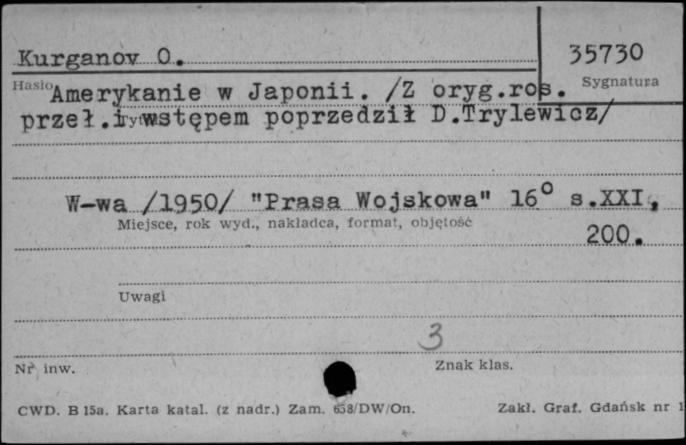 Kurganov O. 35730
Hasło Sygnatura
Amerykanie w Japonii. /Z oryg.ros.
przeł.i wstępem poprzedził D.Trylewicz/
W-wa /1950/ "Prasa Wojskowa" 16° s.XXI,
Miejsce, rok wyd., nakładca, format, objętość
200.
Uwagi
3
Nr inw. Znak klas.
CWD. B 15a. Karta katal. (z nadr.) Zam. 658/DW/On. Zakł. Graf. Gdańsk nr 1